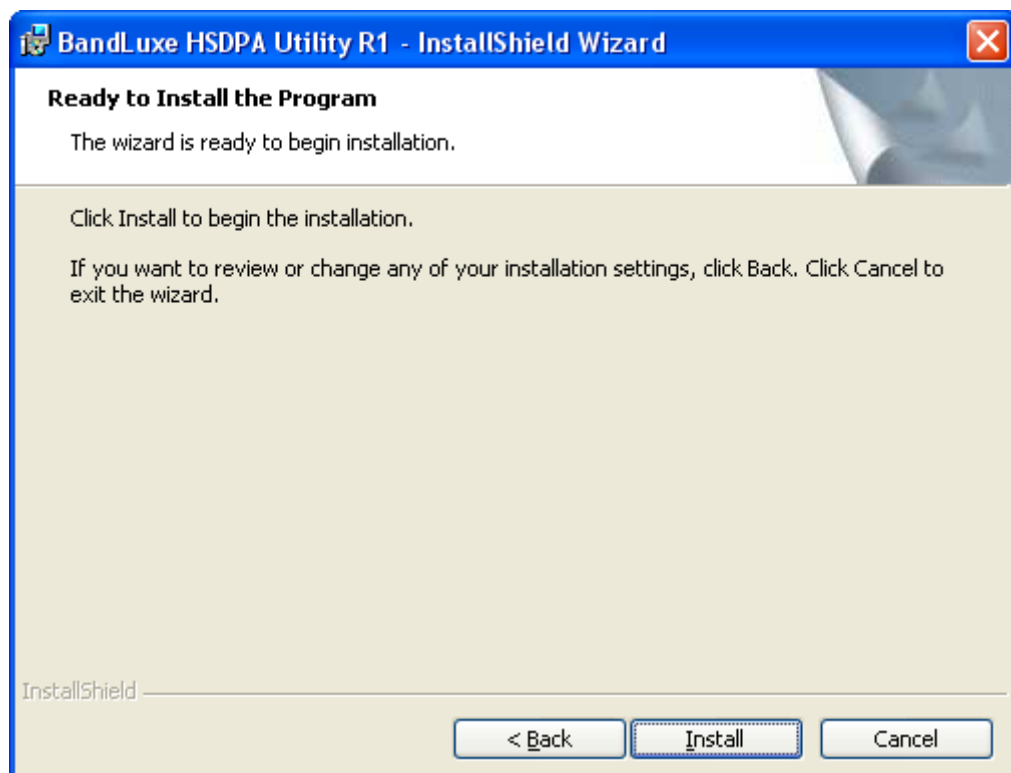 BandLuxe HSDPA Utility R1 - InstallShield Wizard
Ready to Install the Program
The wizard is ready to begin installation.
Click Install to begin the installation.
If you want to review or change any of your installation settings, click Back. Click Cancel to
exit the wizard.
InstallShield
< Back
Install
Cancel